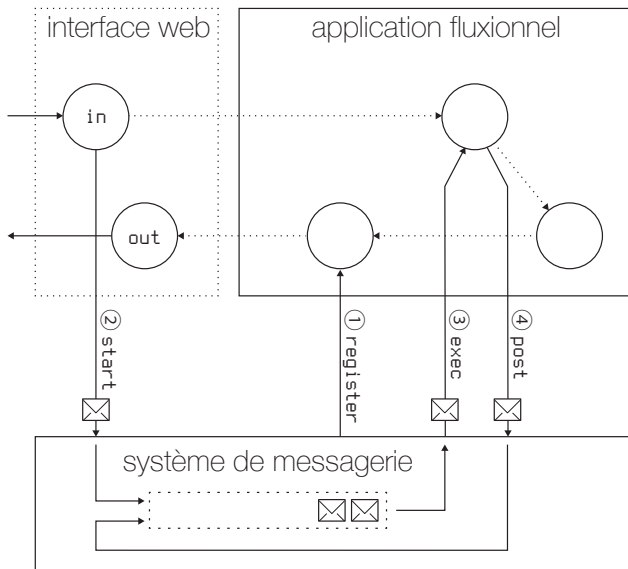 interface web
application fluxionnel
in
out
② start
① register
③ exec
④ post
système de messagerie